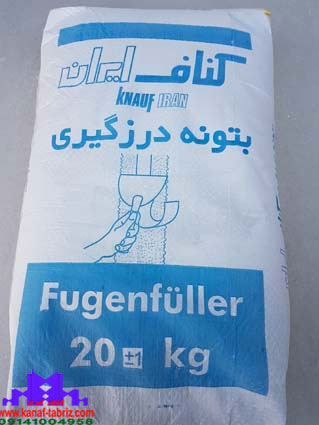 کناف ایران
KNAUF IRAN
بتونه درزگیری
Fugenfüller
20 ±1 kg
www.kanaf-tabriz.com
09141004958